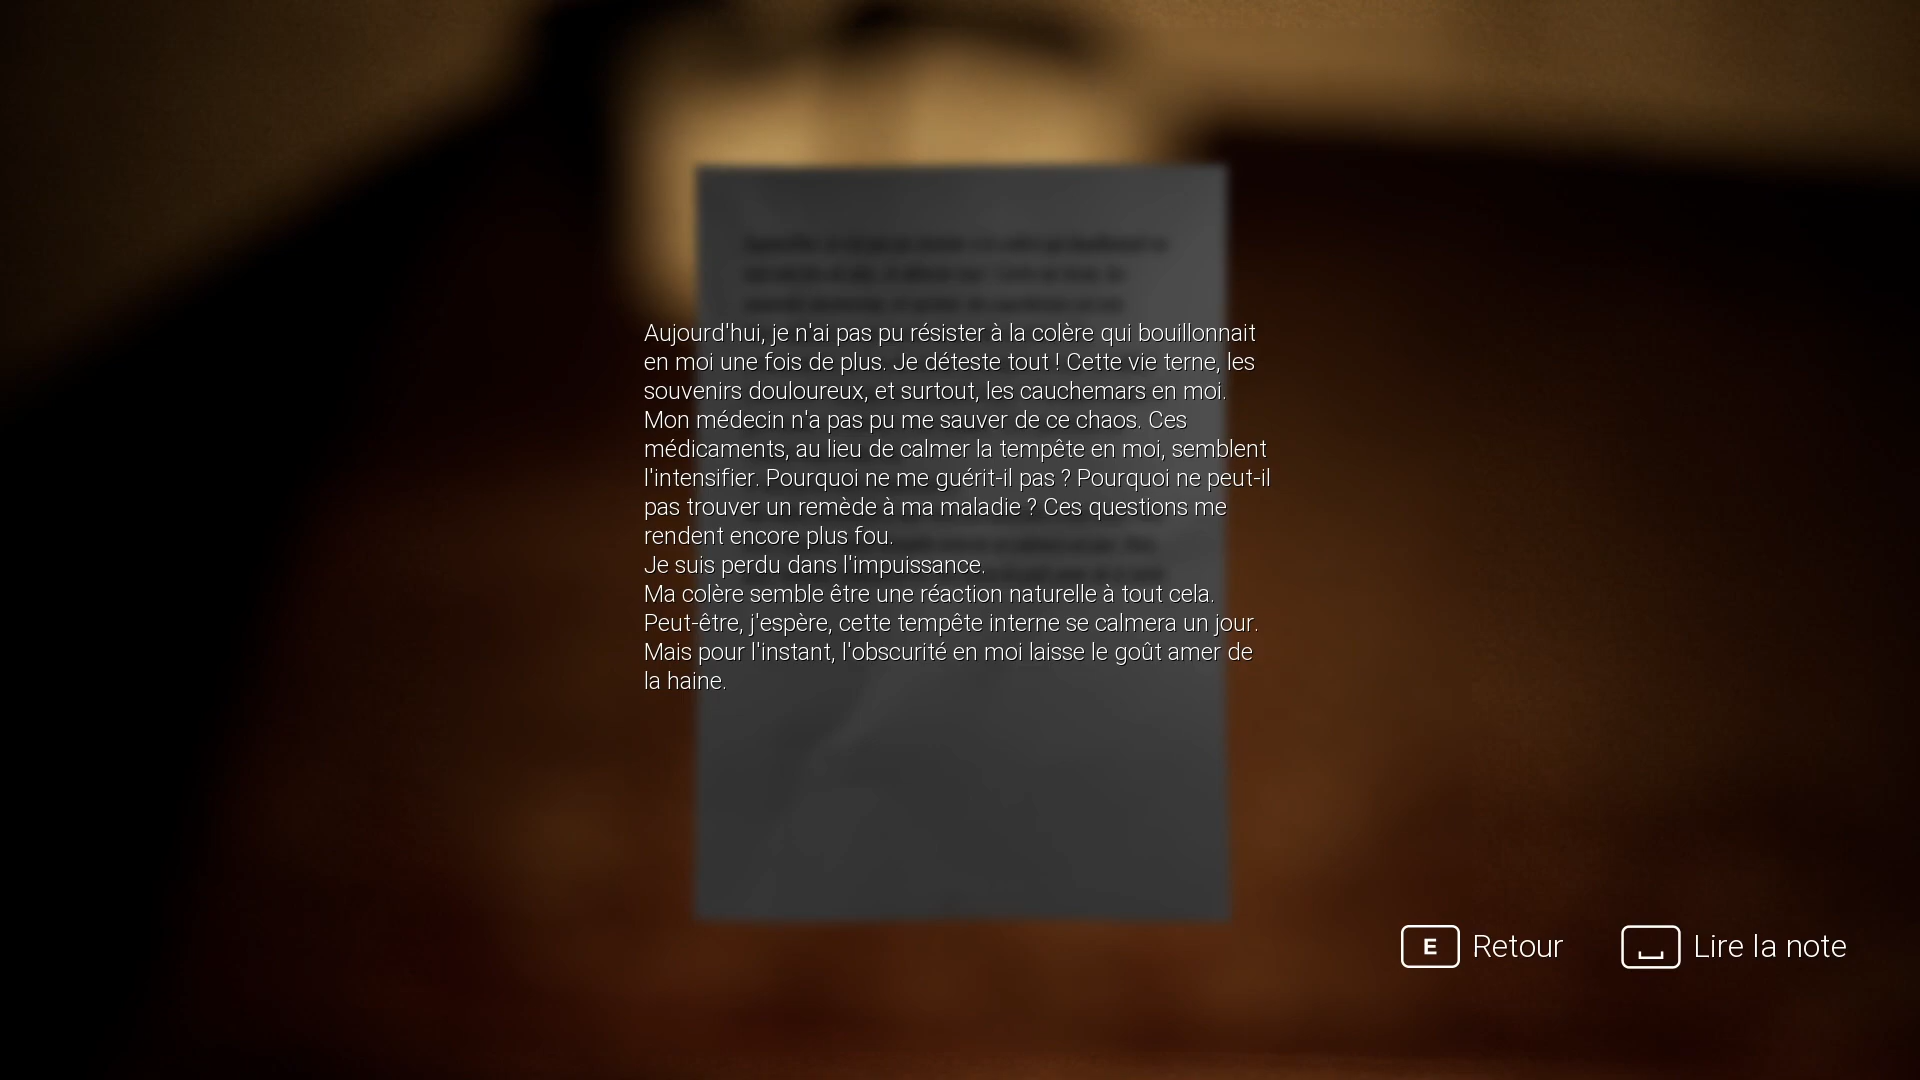 Aujourd'hui, je n'ai pas pu résister à la colère qui bouillonnait
en moi une fois de plus. Je déteste tout ! Cette vie terne, les
souvenirs douloureux, et surtout, les cauchemars en moi.
Mon médecin n'a pas pu me sauver de ce chaos. Ces
médicaments, au lieu de calmer la tempête en moi, semblent
l'intensifier. Pourquoi ne me guérit-il pas ? Pourquoi ne peut-il
pas trouver un remède à ma maladie ? Ces questions me
rendent encore plus fou.
Je suis perdu dans l'impuissance.
Ma colère semble être une réaction naturelle à tout cela.
Peut-être, j'espère, cette tempête interne se calmera un jour.
Mais pour l'instant, l'obscurité en moi laisse le goût amer de
la haine.
E Retour
Lire la note